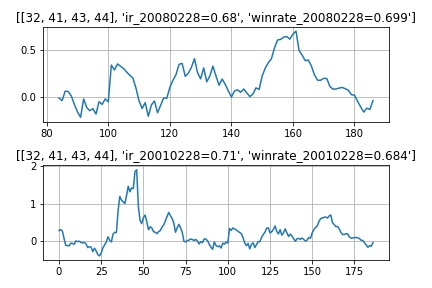 [[32, 41, 43, 44], 'ir_20080228=0.68', 'winrate_20080228=0.699']
0.5
0.0
80 100 120 140 160 180
[[32, 41, 43, 44], 'ir_20010228=0.71', 'winrate_20010228=0.684']
2
1
0
0 25 50 75 100 125 150 175